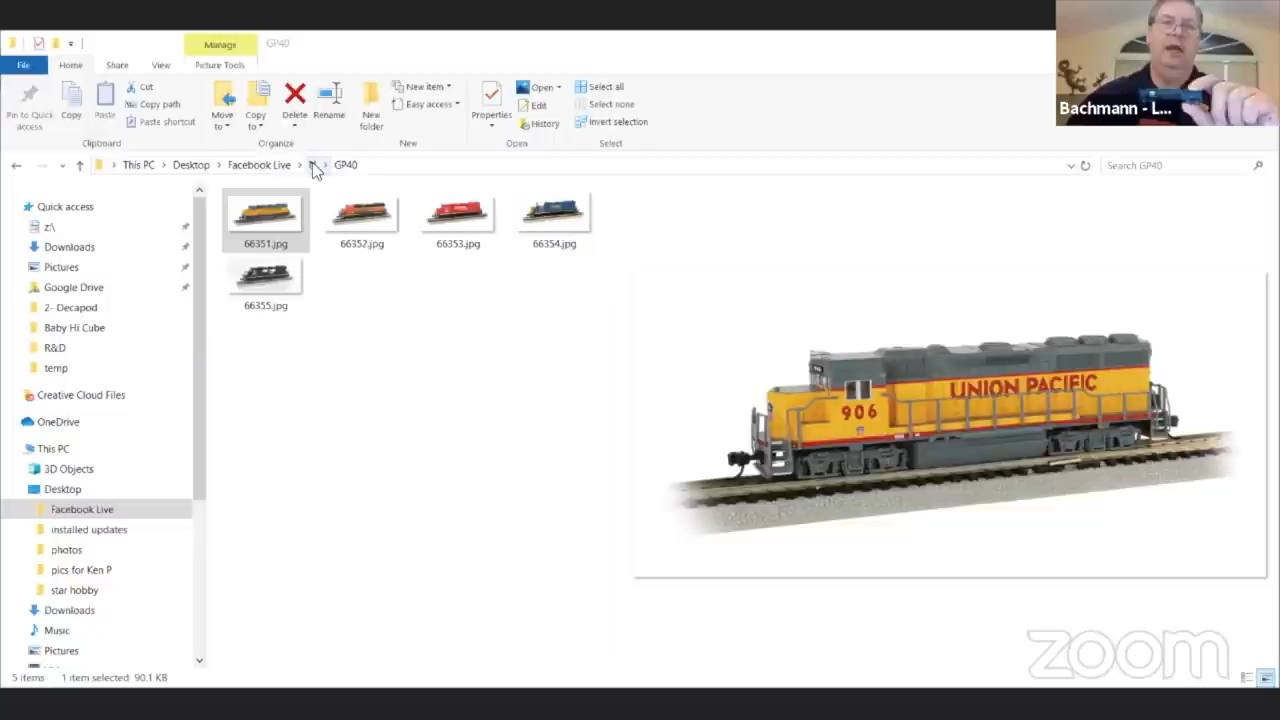 Manage
GP40
File
Home
Share
View
Picture Tools
Pin to Quick access
Copy
Paste
Cut
Copy path
Paste shortcut
Clipboard
Move to
Copy to
Delete
Rename
Organize
New folder
New item
Easy access
New
Properties
Open
Edit
History
Open
Select all
Select none
Invert selection
Select
Bachmann - L...
This PC
Desktop
Facebook Live
GP40
Search GP40
Quick access
z:\
Downloads
Pictures
Google Drive
2- Decapod
Baby Hi Cube
R&D
temp
Creative Cloud Files
OneDrive
This PC
3D Objects
Desktop
Facebook Live
installed updates
photos
pics for Ken P
star hobby
Downloads
Music
Pictures
66351.jpg
66352.jpg
66353.jpg
66354.jpg
66355.jpg
UNION PACIFIC
906
zoom
5 items
1 item selected 90.1 KB